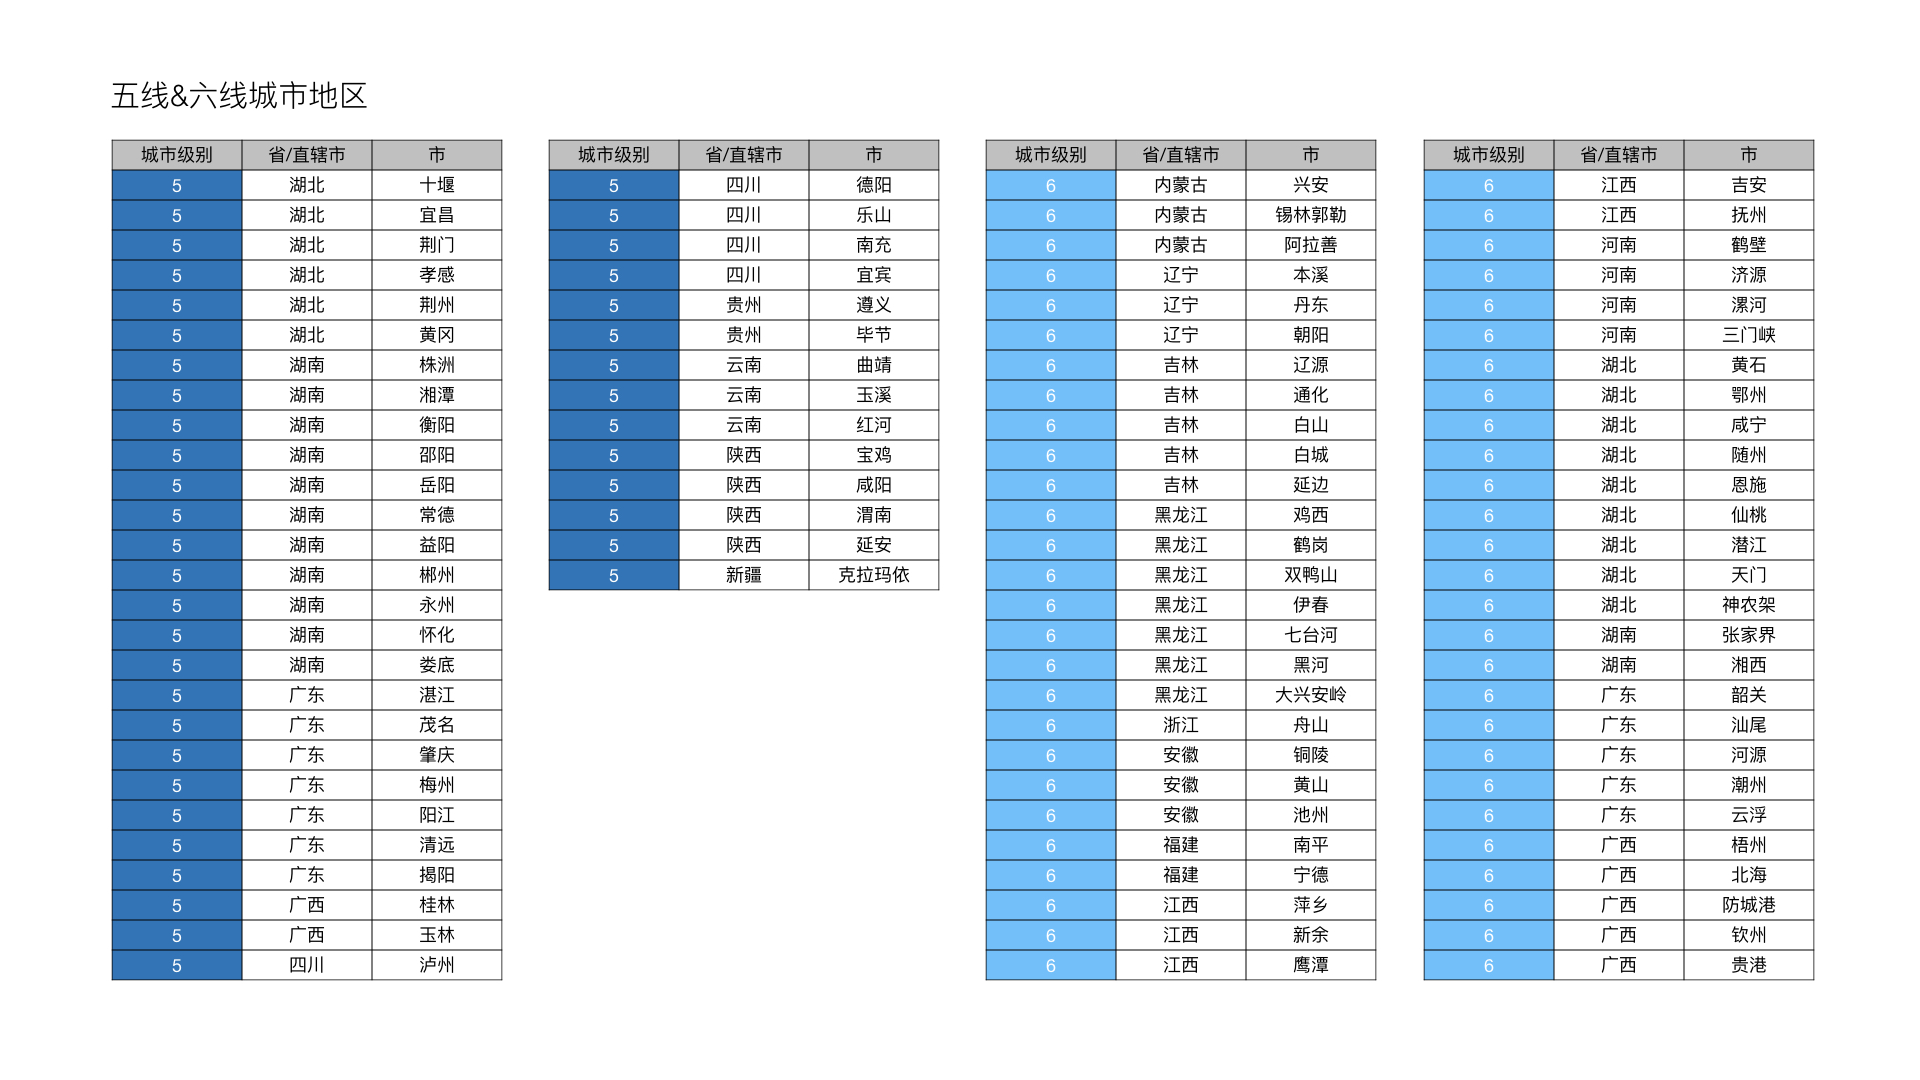 五线&六线城市地区
城市级别 省/直辖市 市
5 湖北 十堰
5 湖北 宜昌
5 湖北 荆门
5 湖北 孝感
5 湖北 荆州
5 湖北 黄冈
5 湖南 株洲
5 湖南 湘潭
5 湖南 衡阳
5 湖南 邵阳
5 湖南 岳阳
5 湖南 常德
5 湖南 益阳
5 湖南 郴州
5 湖南 永州
5 湖南 怀化
5 湖南 娄底
5 广东 湛江
5 广东 茂名
5 广东 肇庆
5 广东 梅州
5 广东 阳江
5 广东 清远
5 广东 揭阳
5 广西 桂林
5 广西 玉林
5 四川 泸州
城市级别 省/直辖市 市
5 四川 德阳
5 四川 乐山
5 四川 南充
5 四川 宜宾
5 贵州 遵义
5 贵州 毕节
5 云南 曲靖
5 云南 玉溪
5 云南 红河
5 陕西 宝鸡
5 陕西 咸阳
5 陕西 渭南
5 陕西 延安
5 新疆 克拉玛依
城市级别 省/直辖市 市
6 内蒙古 兴安
6 内蒙古 锡林郭勒
6 内蒙古 阿拉善
6 辽宁 本溪
6 辽宁 丹东
6 辽宁 朝阳
6 吉林 辽源
6 吉林 通化
6 吉林 白山
6 吉林 白城
6 吉林 延边
6 黑龙江 鸡西
6 黑龙江 鹤岗
6 黑龙江 双鸭山
6 黑龙江 伊春
6 黑龙江 七台河
6 黑龙江 黑河
6 黑龙江 大兴安岭
6 浙江 舟山
6 安徽 铜陵
6 安徽 黄山
6 安徽 池州
6 福建 南平
6 福建 宁德
6 江西 萍乡
6 江西 新余
6 江西 鹰潭
城市级别 省/直辖市 市
6 江西 吉安
6 江西 抚州
6 河南 鹤壁
6 河南 济源
6 河南 漯河
6 河南 三门峡
6 湖北 黄石
6 湖北 鄂州
6 湖北 咸宁
6 湖北 随州
6 湖北 恩施
6 湖北 仙桃
6 湖北 潜江
6 湖北 天门
6 湖北 神农架
6 湖南 张家界
6 湖南 湘西
6 广东 韶关
6 广东 汕尾
6 广东 河源
6 广东 潮州
6 广东 云浮
6 广西 梧州
6 广西 北海
6 广西 防城港
6 广西 钦州
6 广西 贵港